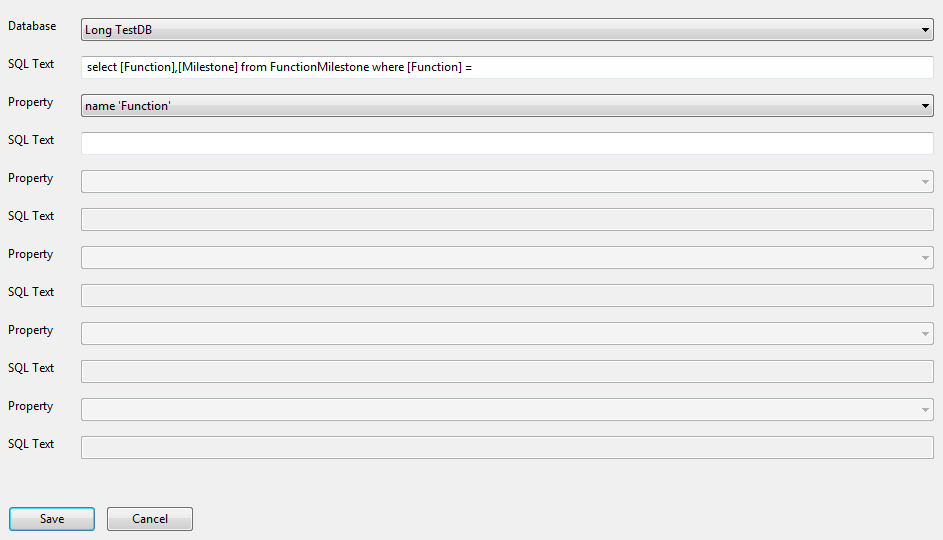 Database Long TestDB
SQL Text select [Function],[Milestone] from FunctionMilestone where [Function] =
Property name 'Function'
SQL Text
Property
SQL Text
Property
SQL Text
Property
SQL Text
Property
SQL Text
Save Cancel